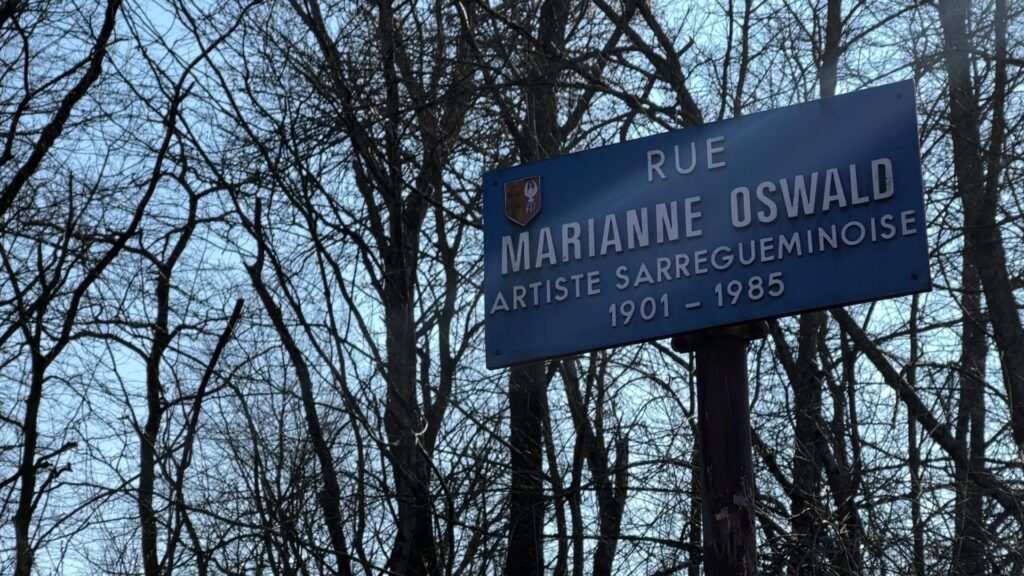 RUE
MARIANNE OSWALD
ARTISTE SARREGUEMINOISE
1901 – 1985